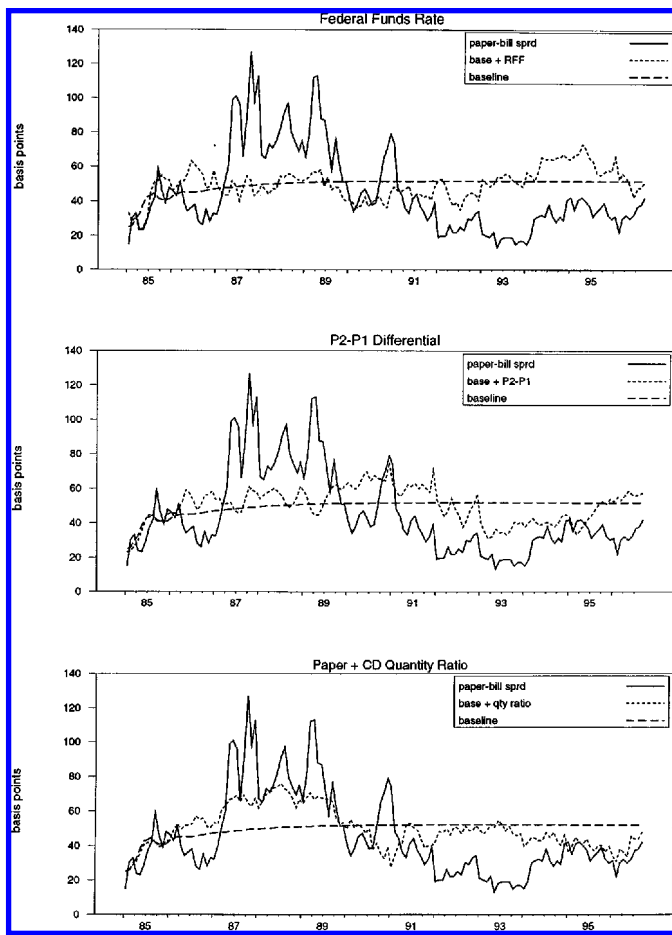 Federal Funds Rate
paper-bill sprd
base + RFF
baseline
basis points
140
120
100
80
60
40
20
0
85
87
89
91
93
95
P2-P1 Differential
paper-bill sprd
base + P2-P1
baseline
basis points
140
120
100
80
60
40
20
0
85
87
89
91
93
95
Paper + CD Quantity Ratio
paper-bill sprd
base + qty ratio
baseline
basis points
140
120
100
80
60
40
20
0
85
87
89
91
93
95